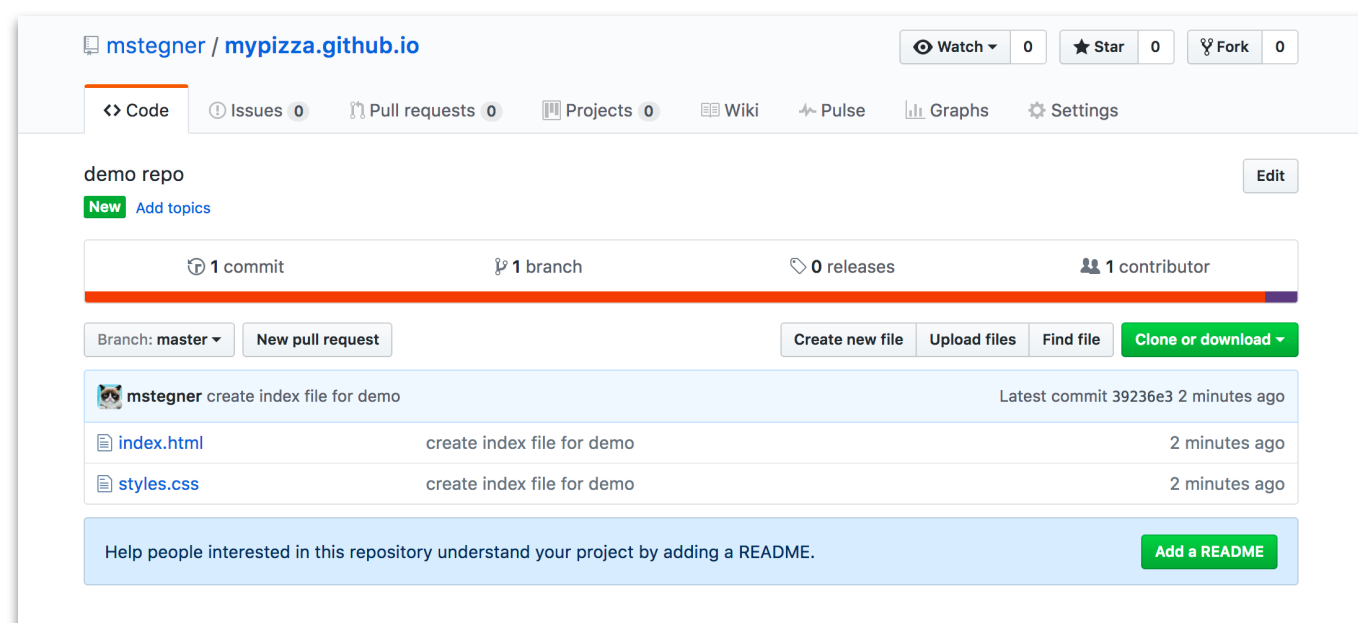 mstegner / mypizza.github.io Watch 0 Star 0 Fork 0
Code Issues 0 Pull requests 0 Projects 0 Wiki Pulse Graphs Settings
demo repo Edit
New Add topics
1 commit 1 branch 0 releases 1 contributor
Branch: master New pull request Create new file Upload files Find file Clone or download
mstegner create index file for demo Latest commit 39236e3 2 minutes ago
index.html create index file for demo 2 minutes ago
styles.css create index file for demo 2 minutes ago
Help people interested in this repository understand your project by adding a README. Add a README